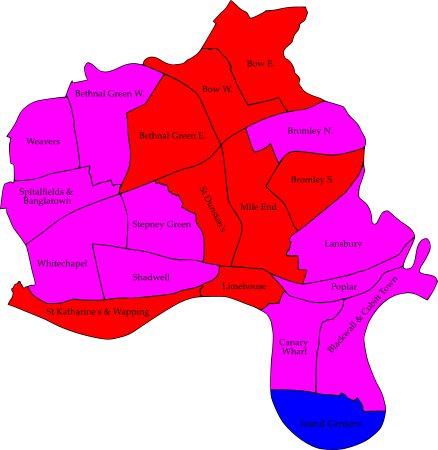 Bow E.
Bow W.
Bethnal Green W.
Bethnal Green E.
Bromley N.
Weavers
Bromley S.
Spitalfields &
Banglatown
St Dunstan's
Mile End
Stepney Green
Lansbury
Whitechapel
Shadwell
Limehouse
Poplar
St Katharine's & Wapping
Blackwall & Cubitt Town
Canary
Wharf
Island Gardens